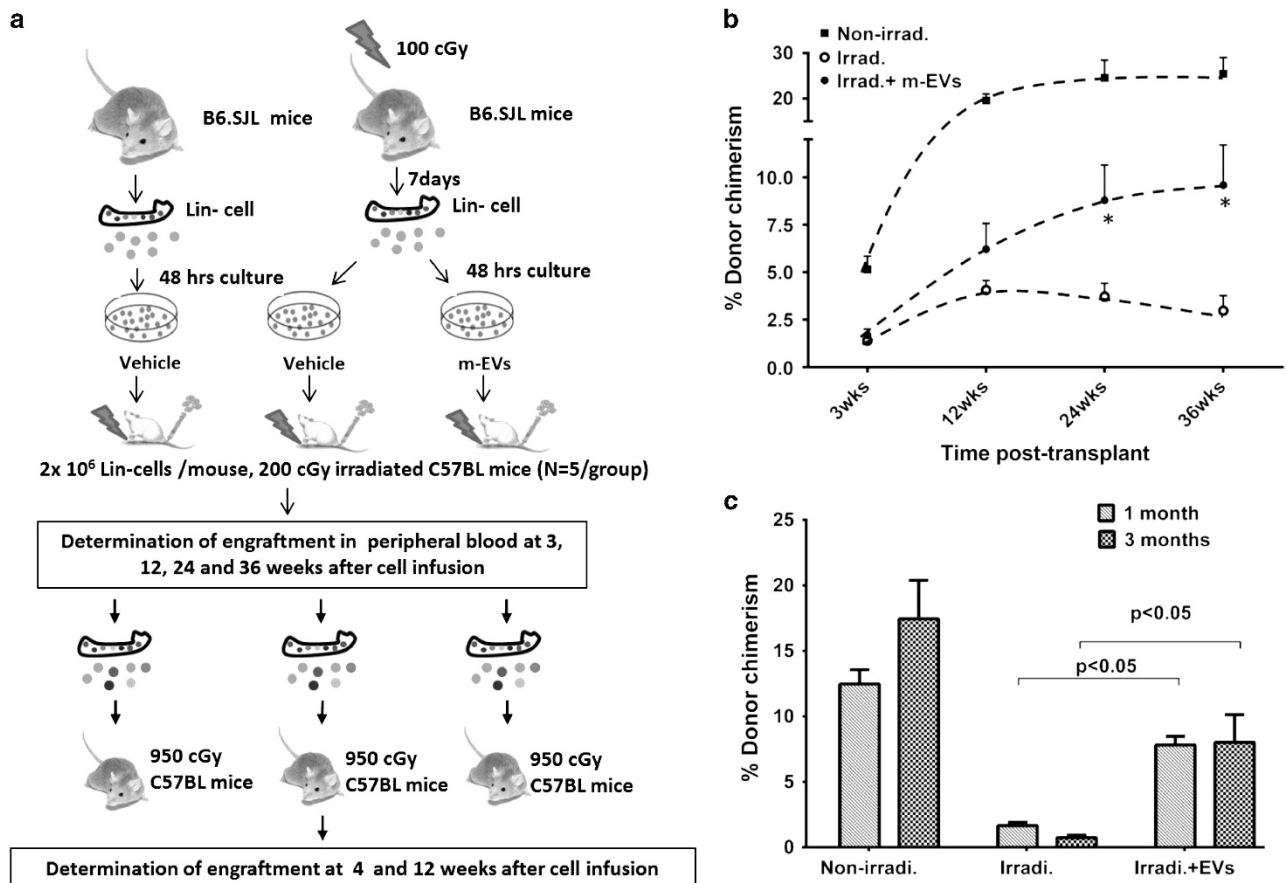 a
100 cGy
B6.SJL mice
B6.SJL mice
7days
Lin- cell
Lin- cell
48 hrs culture
48 hrs culture
Vehicle
Vehicle
m-EVs
2x 10⁶ Lin-cells /mouse, 200 cGy irradiated C57BL mice (N=5/group)
Determination of engraftment in peripheral blood at 3,
12, 24 and 36 weeks after cell infusion
950 cGy
C57BL mice
950 cGy
C57BL mice
950 cGy
C57BL mice
Determination of engraftment at 4 and 12 weeks after cell infusion
b
Non-irrad.
Irrad.
Irrad.+ m-EVs
% Donor chimerism
30
20
10.0
7.5
5.0
2.5
0.0
*
*
3wks
12wks
24wks
36wks
Time post-transplant
c
1 month
3 months
% Donor chimerism
25
20
15
10
5
0
p<0.05
p<0.05
Non-irradi.
Irradi.
Irradi.+EVs